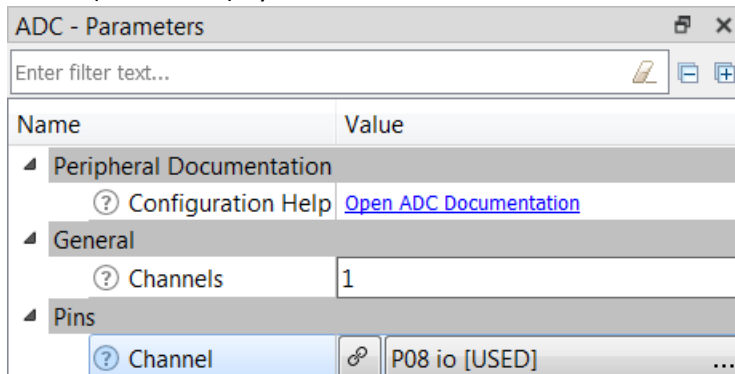 ADC - Parameters
Enter filter text...
Name Value
Peripheral Documentation
Configuration Help Open ADC Documentation
General
Channels 1
Pins
Channel P08 io [USED] ...